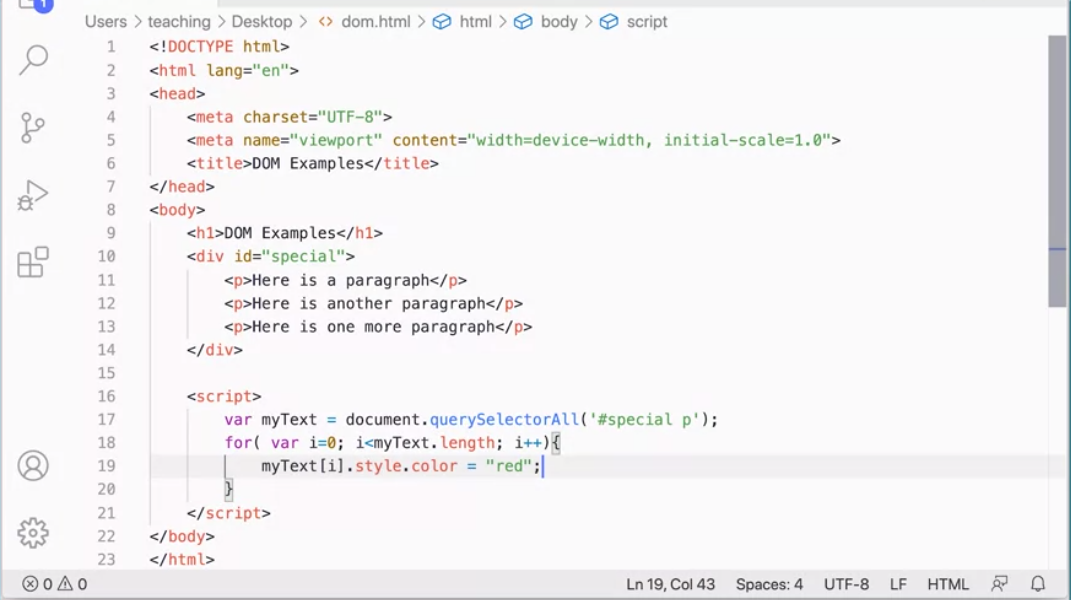 1
Users > teaching > Desktop > <> dom.html > html > body > script
1 <!DOCTYPE html>
2 <html lang="en">
3 <head>
4     <meta charset="UTF-8">
5     <meta name="viewport" content="width=device-width, initial-scale=1.0">
6     <title>DOM Examples</title>
7 </head>
8 <body>
9     <h1>DOM Examples</h1>
10     <div id="special">
11         <p>Here is a paragraph</p>
12         <p>Here is another paragraph</p>
13         <p>Here is one more paragraph</p>
14     </div>
15
16     <script>
17         var myText = document.querySelectorAll('#special p');
18         for( var i=0; i<myText.length; i++){
19             myText[i].style.color = "red";
20         }
21     </script>
22 </body>
23 </html>
0 0 Ln 19, Col 43 Spaces: 4 UTF-8 LF HTML